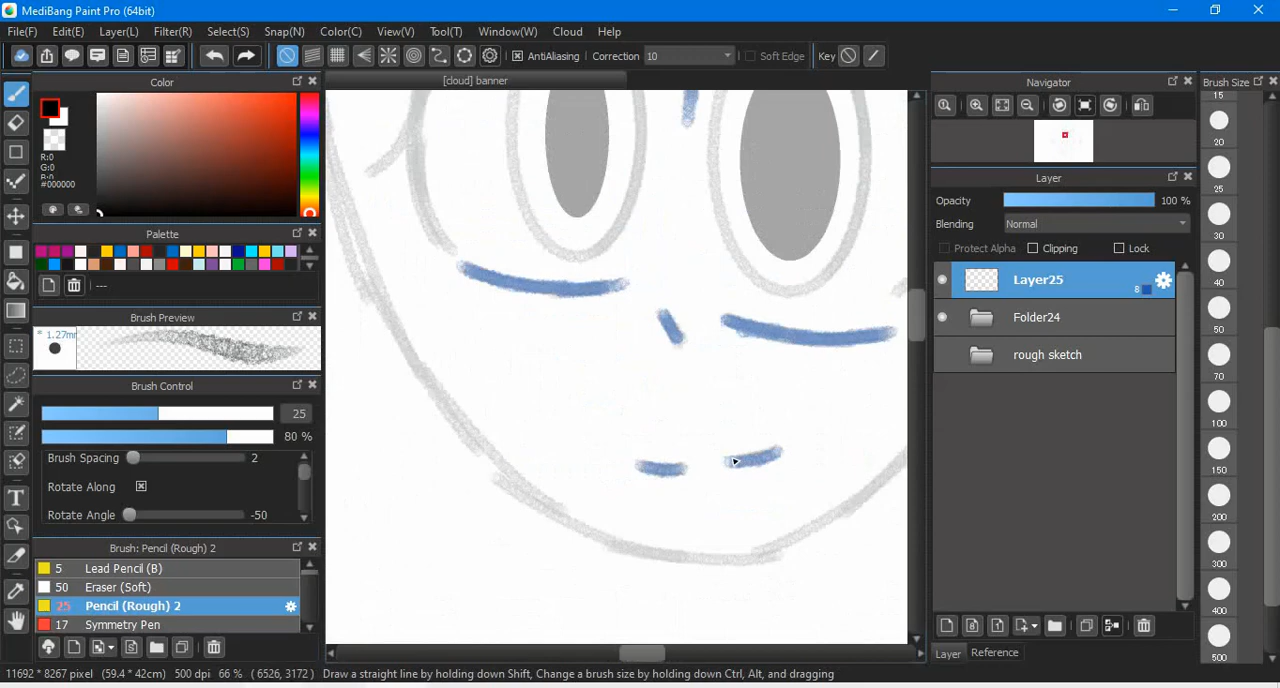 MediBang Paint Pro (64bit)
File(F) Edit(E) Layer(L) Filter(R) Select(S) Snap(N) Color(C) View(V) Tool(T) Window(W) Cloud Help
AntiAliasing Correction 10 Soft Edge Key
Color
R:0
G:0
B:0
#000000
Palette
---
Brush Preview
* 1.27mm
Brush Control
25
80 %
Brush Spacing 2
Rotate Along
Rotate Angle -50
Brush: Pencil (Rough) 2
5 Lead Pencil (B)
50 Eraser (Soft)
25 Pencil (Rough) 2
17 Symmetry Pen
[cloud] banner
Navigator
Layer
Opacity 100 %
Blending Normal
Protect Alpha Clipping Lock
Layer25
8
Folder24
rough sketch
Layer Reference
Brush Size
15
20
25
30
40
50
70
100
150
200
300
400
500
11692 * 8267 pixel (59.4 * 42cm) 500 dpi 66 % ( 6526, 3172 ) Draw a straight line by holding down Shift, Change a brush size by holding down Ctrl, Alt, and dragging